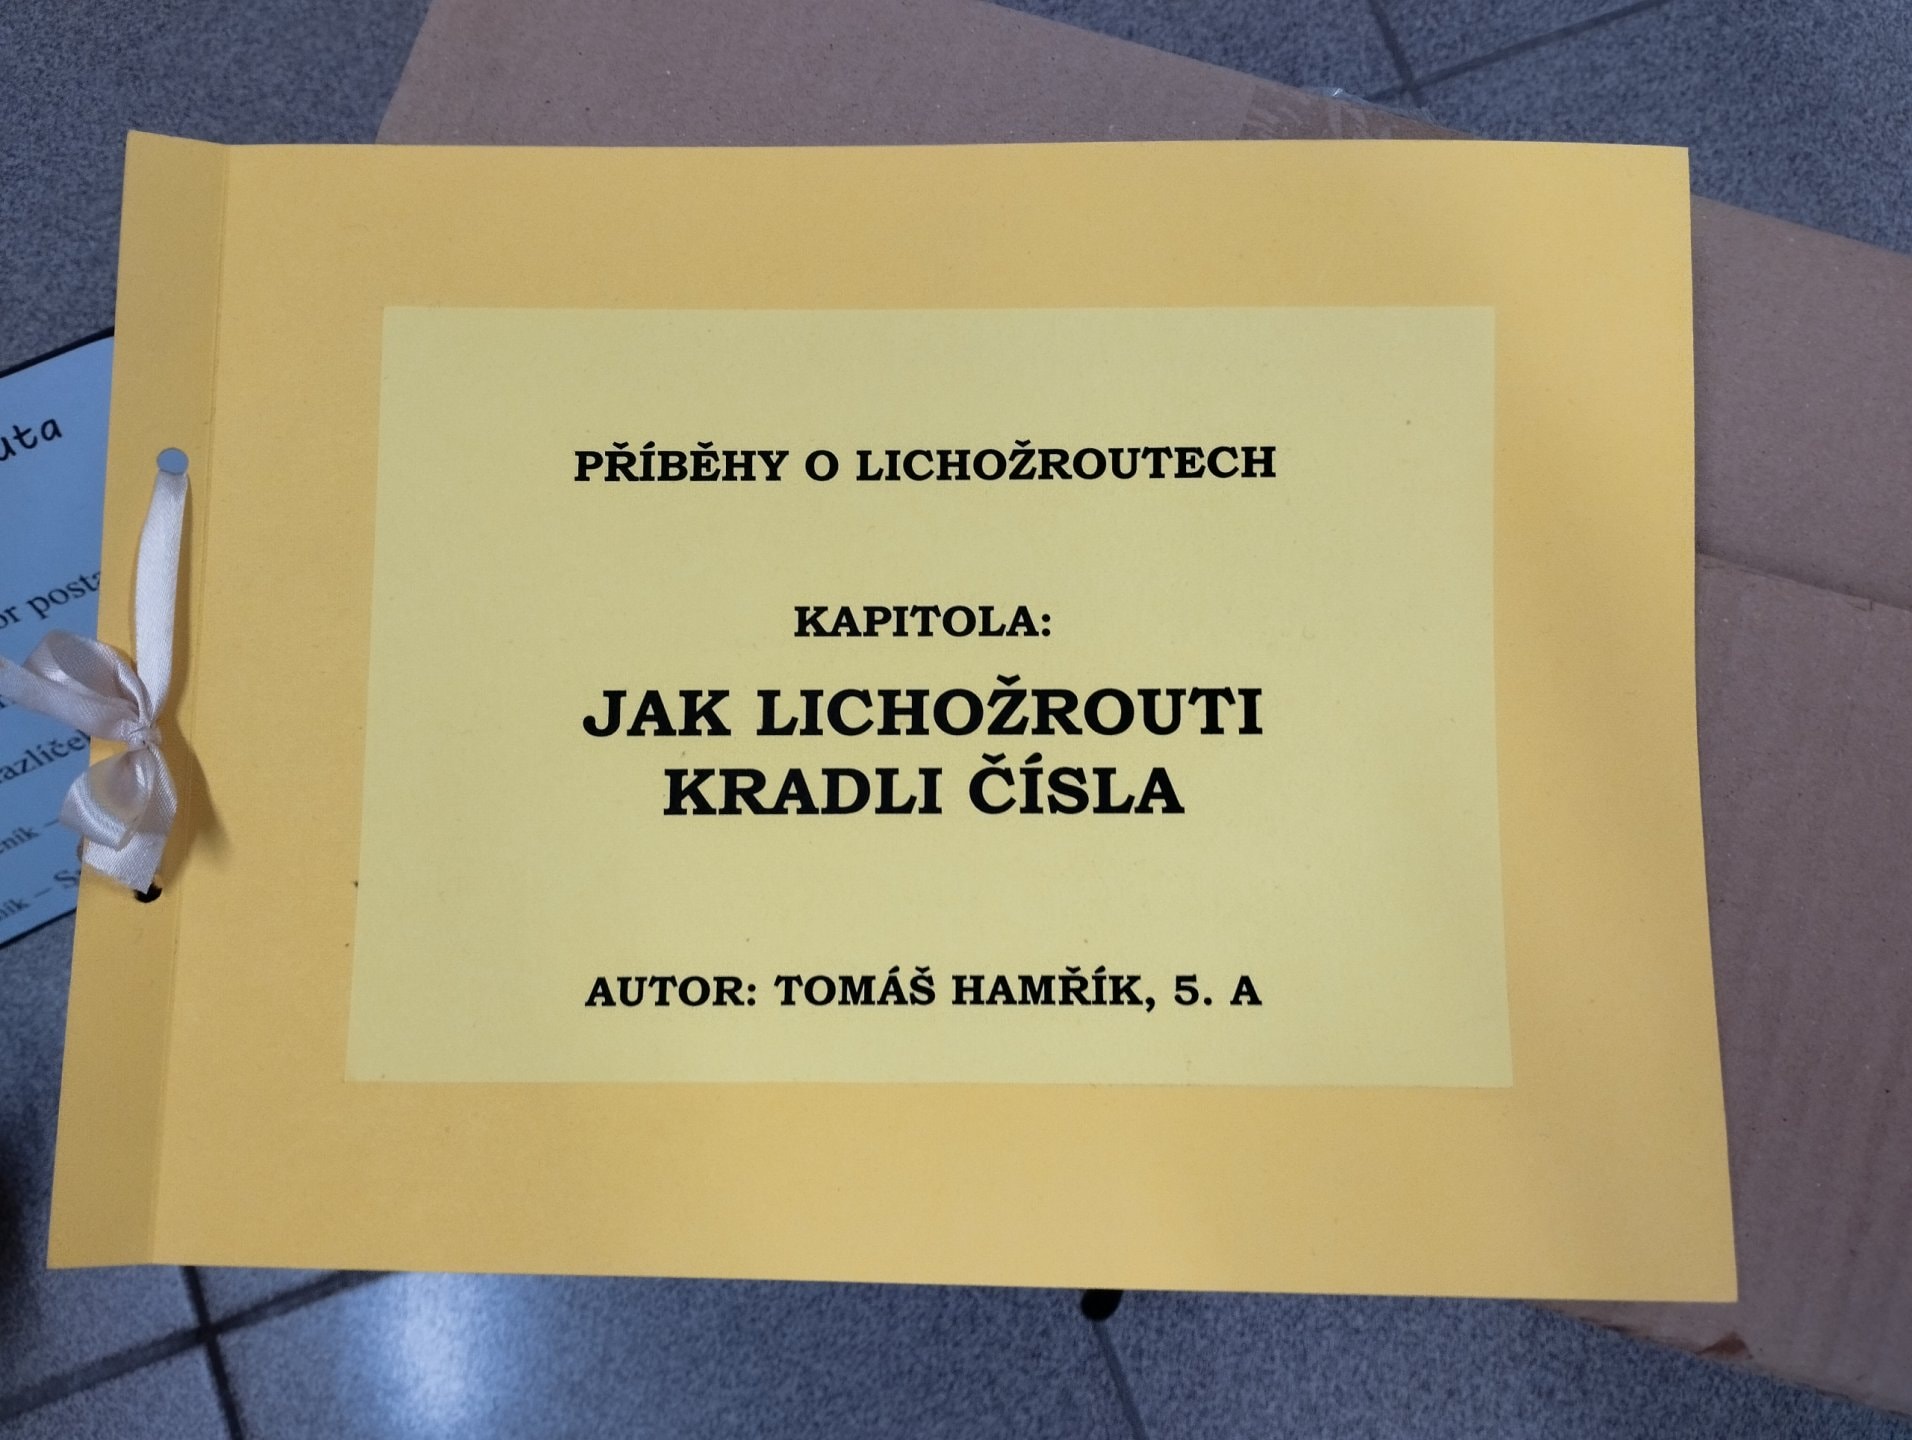 PŘÍBĚHY O LICHOŽROUTECH
KAPITOLA:
JAK LICHOŽROUTI
KRADLI ČÍSLA
AUTOR: TOMÁŠ HAMŘÍK, 5. A